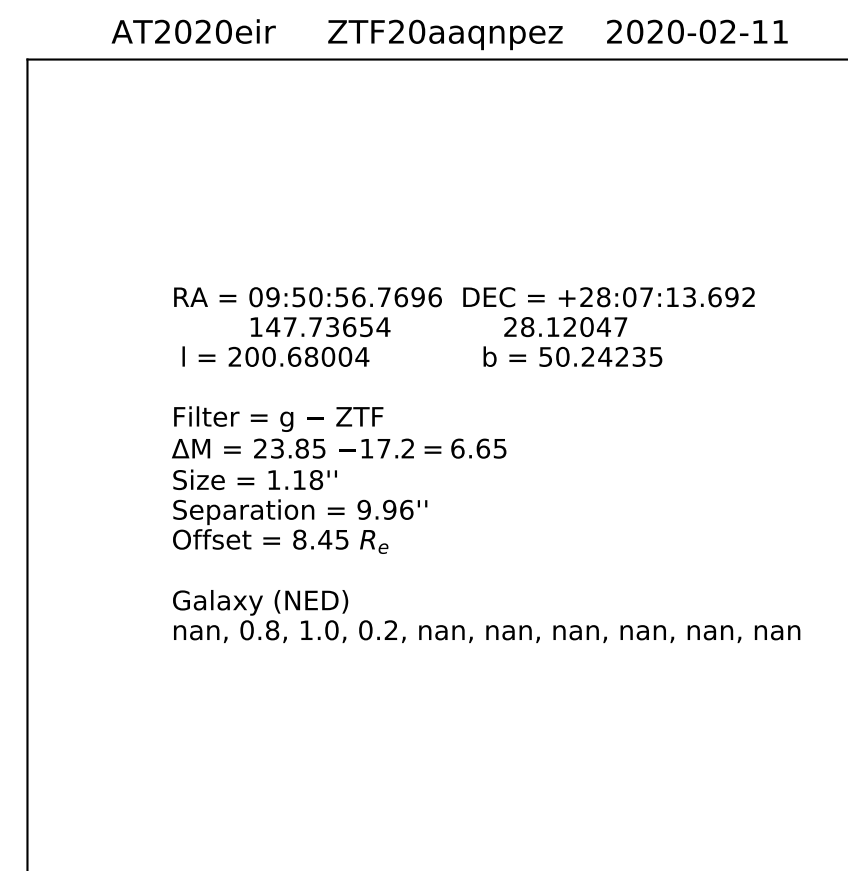 AT2020eir ZTF20aaqnpez 2020-02-11
RA = 09:50:56.7696 DEC = +28:07:13.692
147.73654 28.12047
l = 200.68004 b = 50.24235
Filter = g − ZTF
ΔM = 23.85 −17.2 = 6.65
Size = 1.18''
Separation = 9.96''
Offset = 8.45 Re
Galaxy (NED)
nan, 0.8, 1.0, 0.2, nan, nan, nan, nan, nan, nan